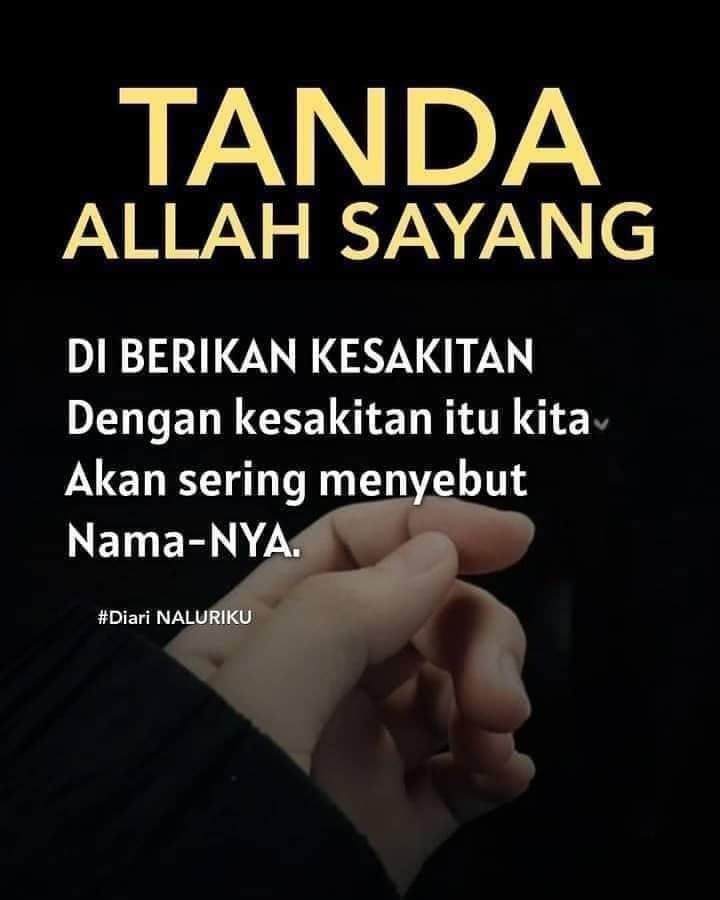 TANDA
ALLAH SAYANG
DI BERIKAN KESAKITAN
Dengan kesakitan itu kita
Akan sering menyebut
Nama-NYA.
#Diari NALURIKU